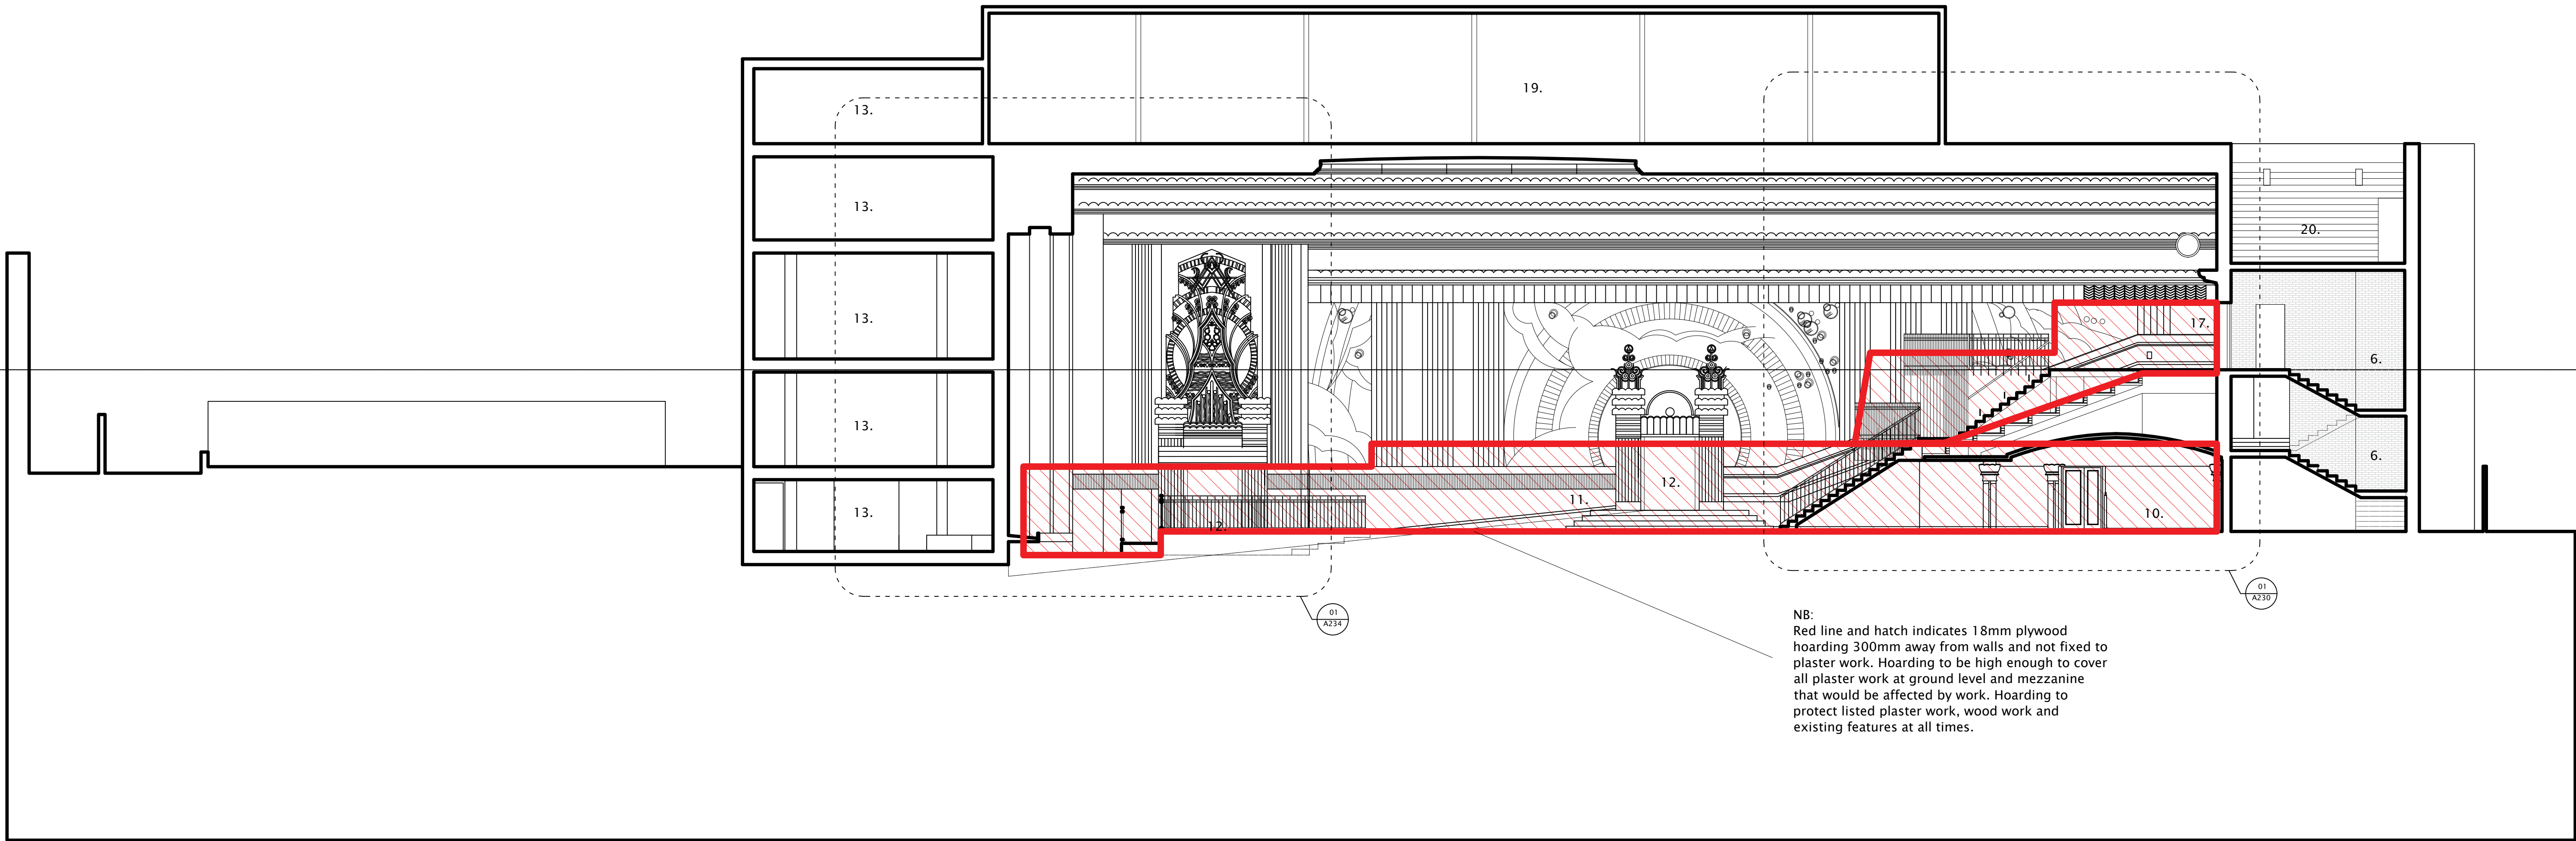 19.
13.
13.
20.
13.
17.
6.
13.
6.
12.
11.
13.
10.
12.
01
A230
01
A234
NB:
Red line and hatch indicates 18mm plywood
hoarding 300mm away from walls and not fixed to
plaster work. Hoarding to be high enough to cover
all plaster work at ground level and mezzanine
that would be affected by work. Hoarding to
protect listed plaster work, wood work and
existing features at all times.